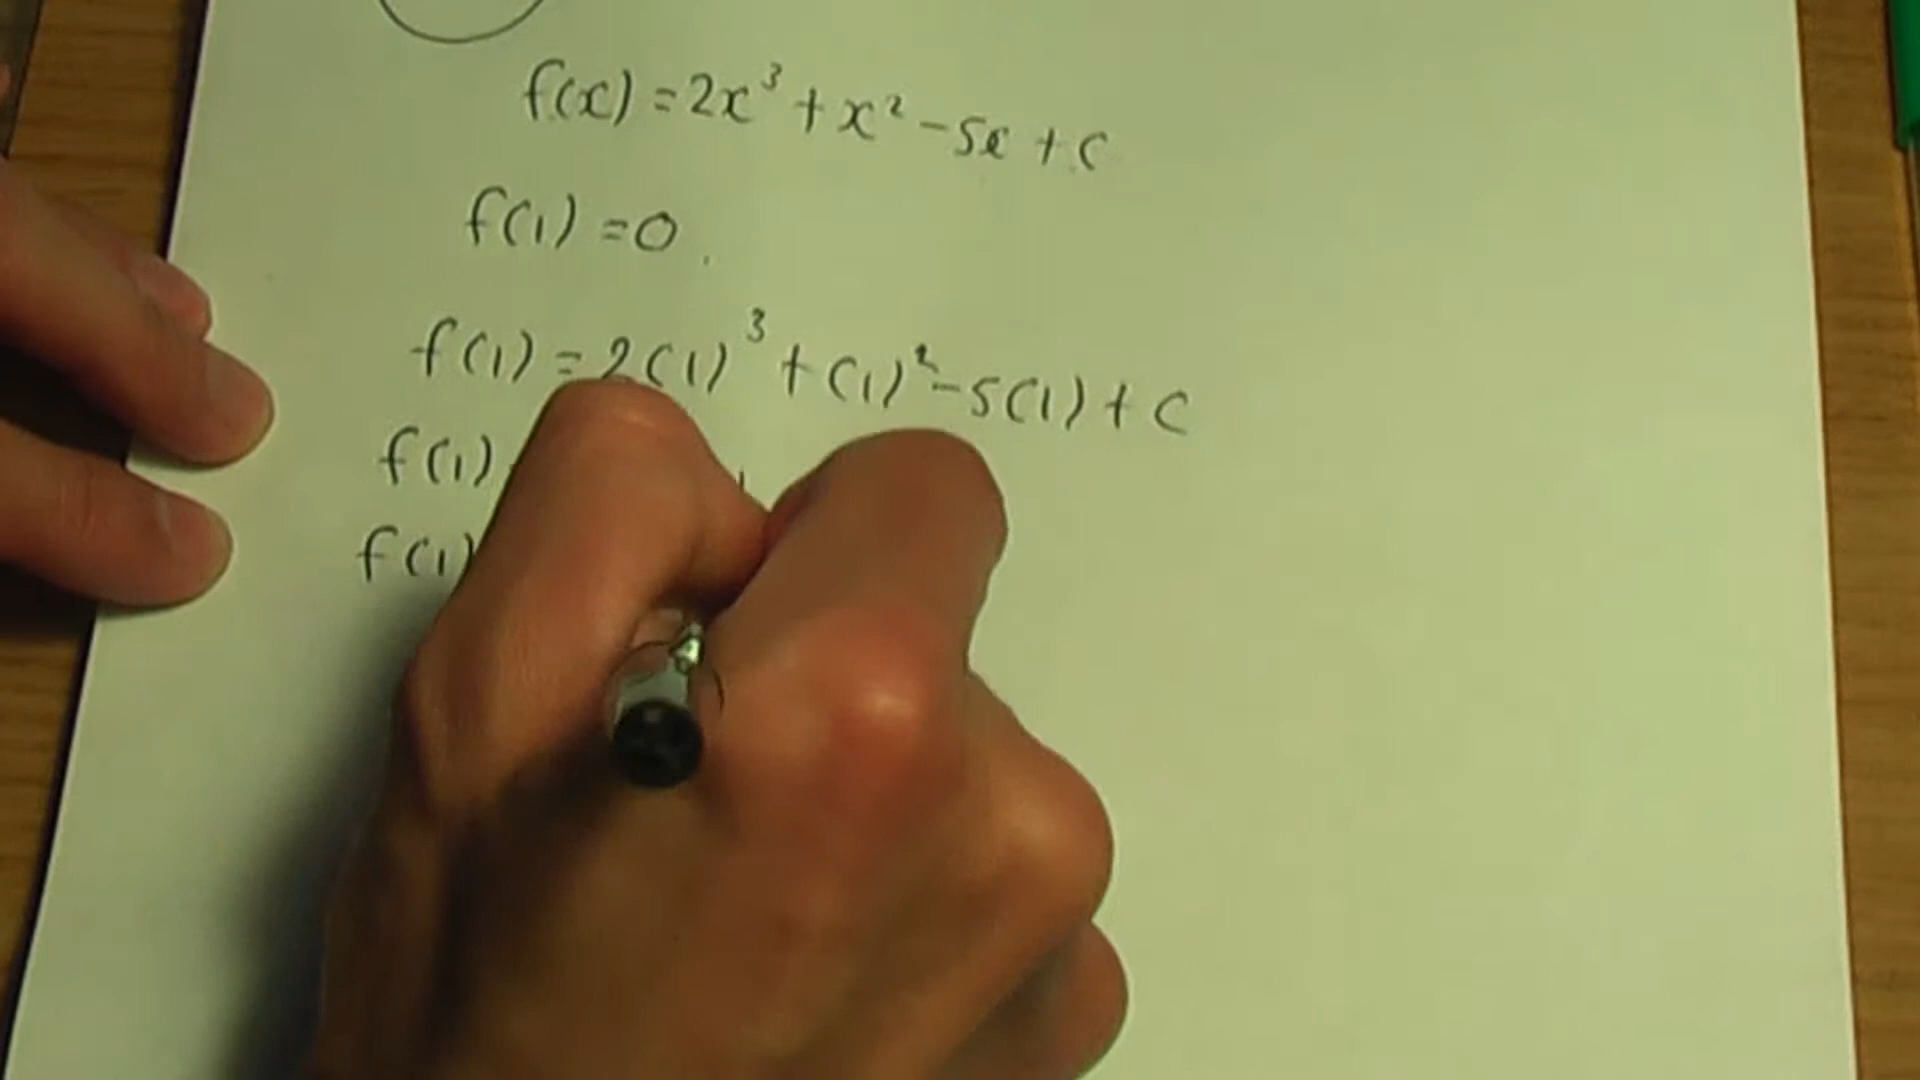 f(x) = 2x³ + x² - 5x + c
f(1) = 0.
f(1) = 2(1)³ + (1)² - 5(1) + c
f(1)
f(1)